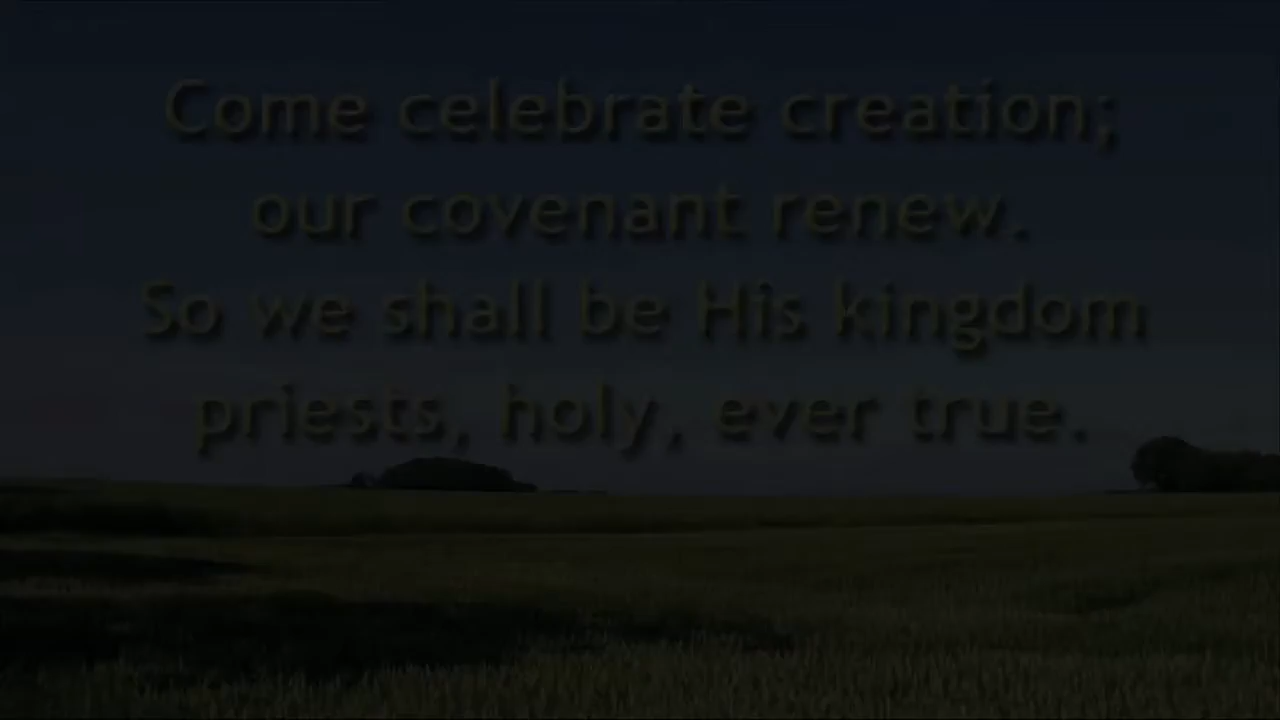 Come celebrate creation;
our covenant renew.
So we shall be His kingdom
priests, holy, ever true.